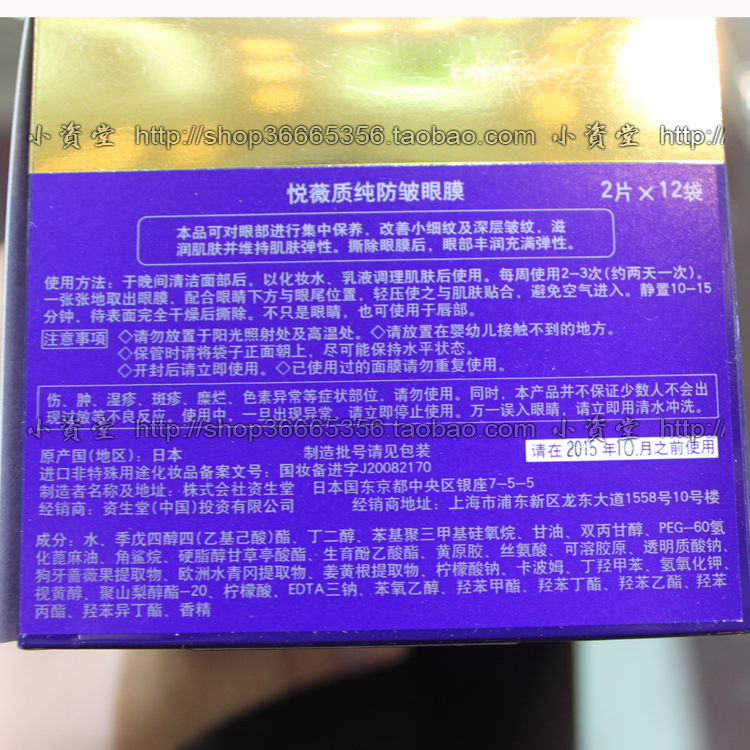 小資堂 http://shop36665356.taobao.com 小資堂 http://
悦薇质纯防皱眼膜 2片×12袋
本品可对眼部进行集中保养，改善小细纹及深层皱纹，滋
润肌肤并维持肌肤弹性。撕除眼膜后，眼部丰润充满弹性。
使用方法：于晚间清洁面部后，以化妆水、乳液调理肌肤后使用。每周使用2-3次(约两天一次)。
一张张地取出眼膜，配合眼睛下方与眼尾位置，轻压使之与肌肤贴合，避免空气进入。静置10-15
分钟，待表面完全干燥后撕除。不只是眼睛，也可使用于唇部。
注意事项 ◇请勿放置于阳光照射处及高温处。◇请放置在婴幼儿接触不到的地方。
◇保管时请将袋子正面朝上，尽可能保持水平状态。
◇开封后请立即使用。◇已使用过的面膜请勿重复使用。
伤、肿、湿疹、斑疹、糜烂、色素异常等症状部位，请勿使用。同时，本产品并不保证少数人不会出
现过敏等不良反应。使用中，一旦出现异常，请立即停止使用。万一误入眼睛，请立即用清水冲洗。
小資堂 http://shop36665356.taobao.com 小資堂 http://
原产国(地区)：日本 制造批号请见包装 请在 2015 年10.月之前使用
进口非特殊用途化妆品备案文号：国妆备进字J20082170
制造者名称及地址：株式会社资生堂 日本国东京都中央区银座7-5-5
经销商：资生堂(中国)投资有限公司 经销商地址：上海市浦东新区龙东大道1558号10号楼
成分：水、季戊四醇四(乙基己酸)酯、丁二醇、苯基聚三甲基硅氧烷、甘油、双丙甘醇、PEG-60氢
化蓖麻油、角鲨烷、硬脂醇甘草亭酸酯、生育酚乙酸酯、黄原胶、丝氨酸、可溶胶原、透明质酸钠、
狗牙蔷薇果提取物、欧洲水青冈提取物、姜黄根提取物、柠檬酸钠、卡波姆、丁羟甲苯、氢氧化钾、
视黄醇、聚山梨醇酯-20、柠檬酸、EDTA三钠、苯氧乙醇、羟苯甲酯、羟苯丁酯、羟苯乙酯、羟苯
丙酯、羟苯异丁酯、香精